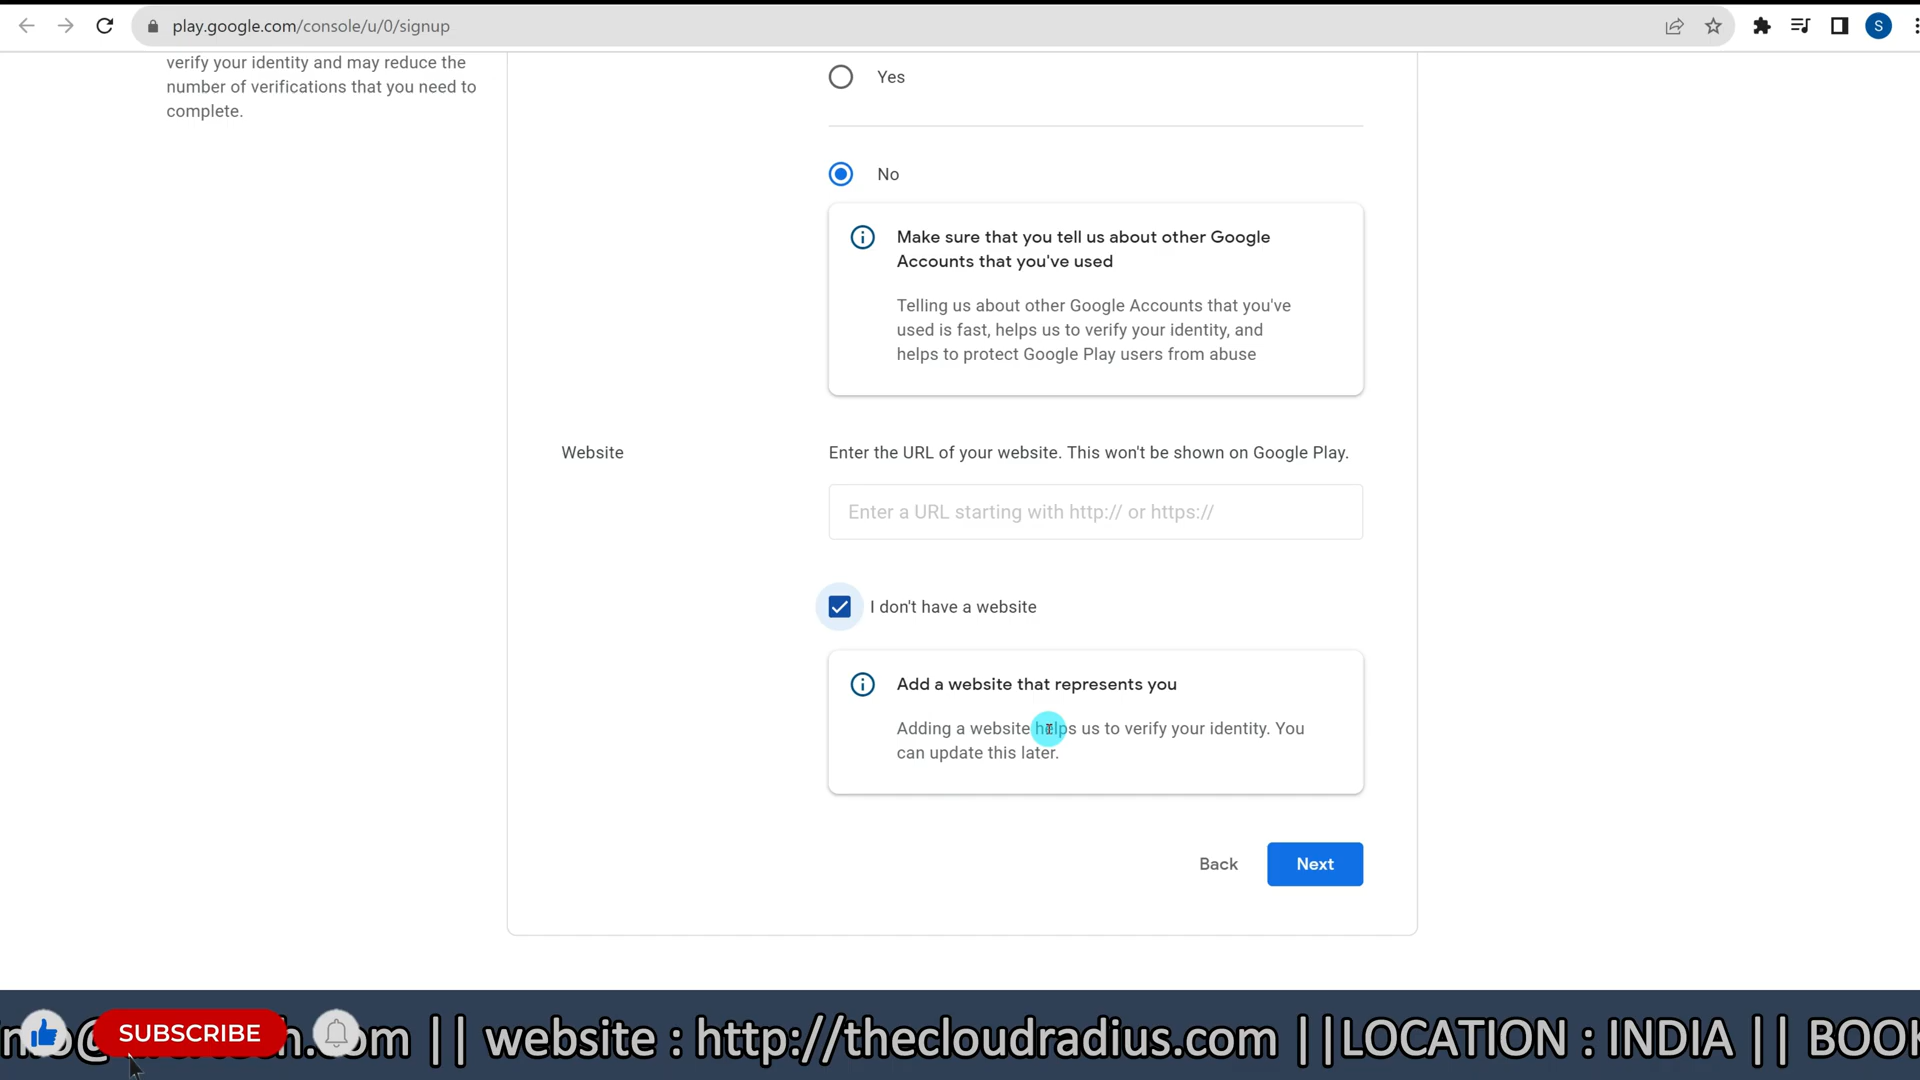 play.google.com/console/u/0/signup
S
verify your identity and may reduce the
number of verifications that you need to
complete.
Yes
No
Make sure that you tell us about other Google
Accounts that you've used
Telling us about other Google Accounts that you've
used is fast, helps us to verify your identity, and
helps to protect Google Play users from abuse
Website
Enter the URL of your website. This won't be shown on Google Play.
Enter a URL starting with http:// or https://
I don't have a website
Add a website that represents you
Adding a website helps us to verify your identity. You
can update this later.
Back
Next
SUBSCRIBE
|| website : http://thecloudradius.com ||LOCATION : INDIA || BOOK